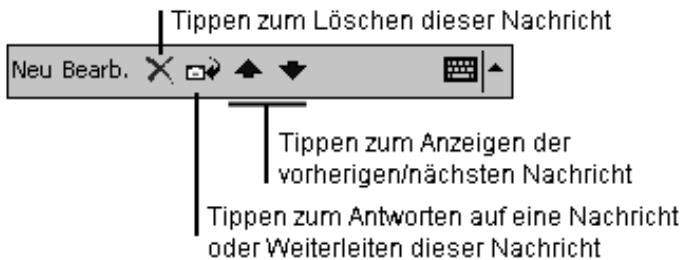 Tippen zum Löschen dieser Nachricht
Neu Bearb.
Tippen zum Anzeigen der
vorherigen/nächsten Nachricht
Tippen zum Antworten auf eine Nachricht
oder Weiterleiten dieser Nachricht